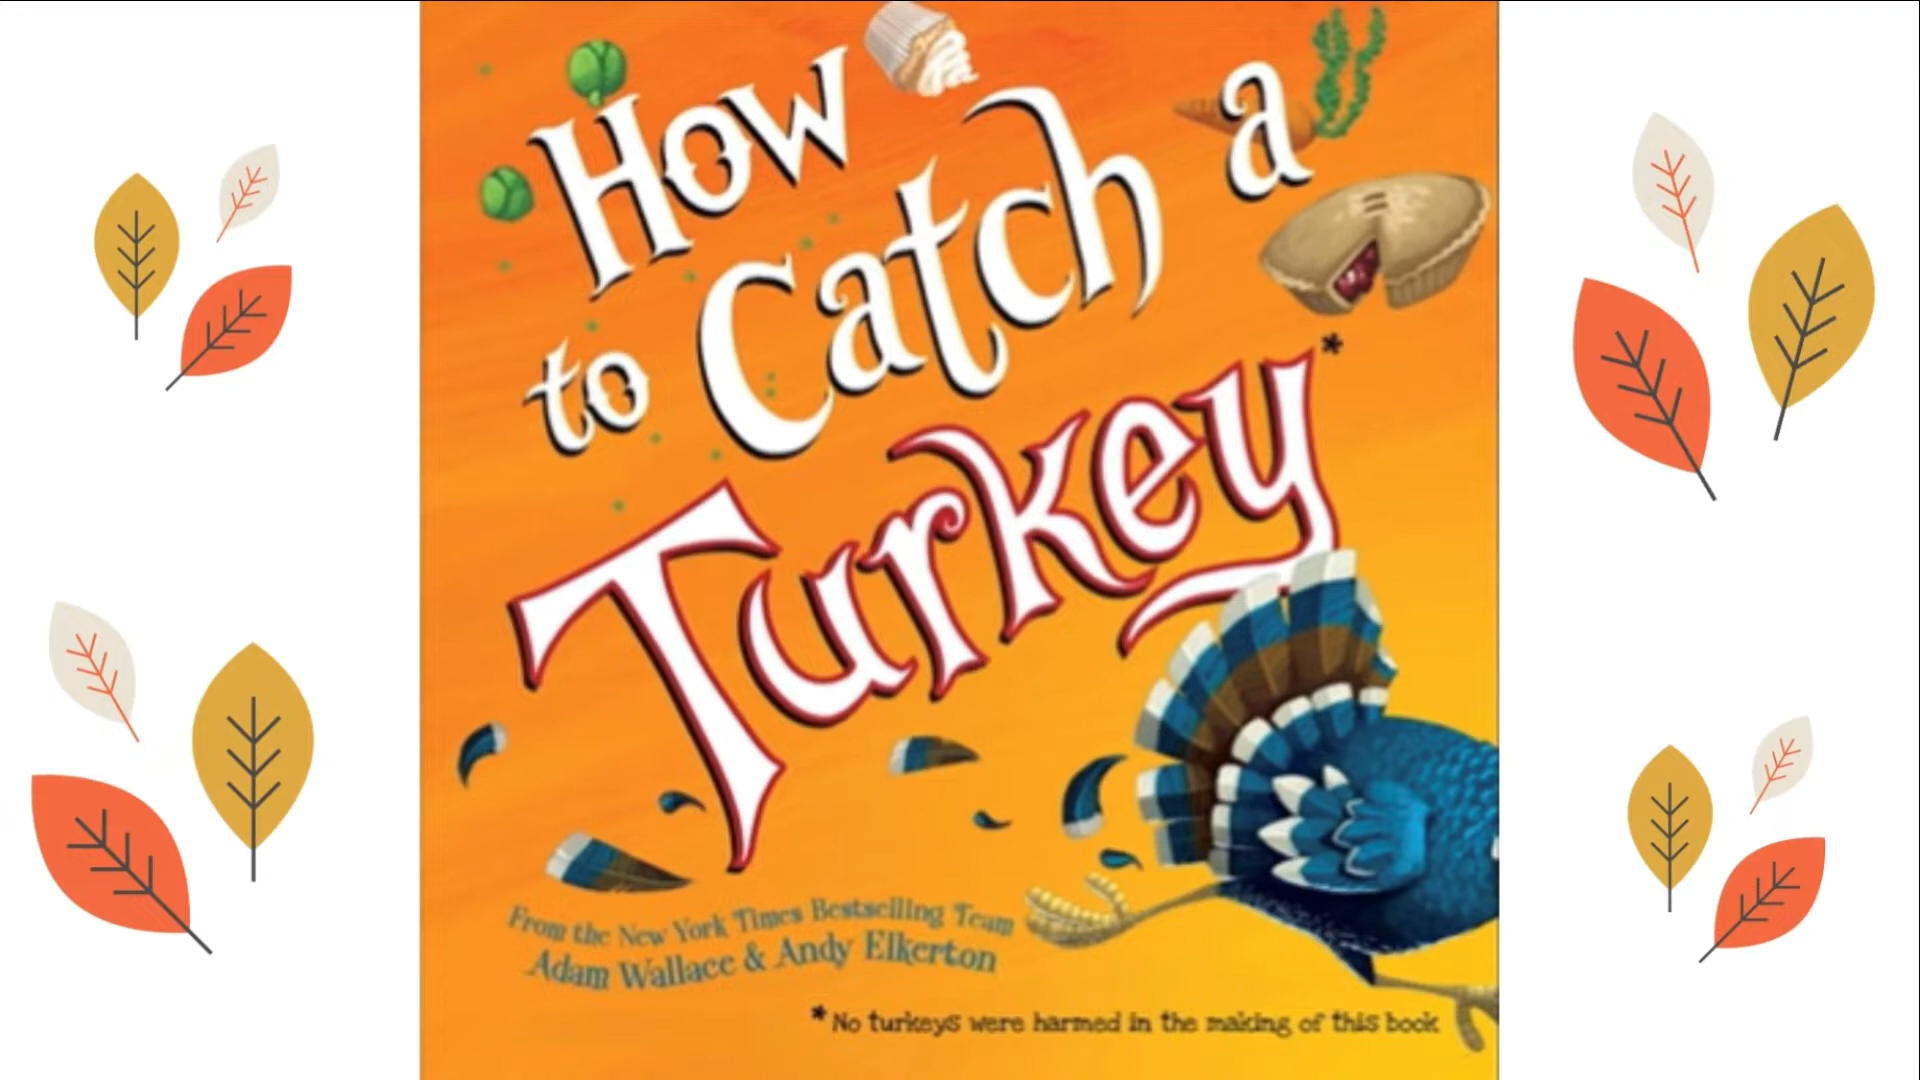 How
to Catch a
Turkey*
From the New York Times Bestselling Team
Adam Wallace & Andy Elkerton
*No turkeys were harmed in the making of this book